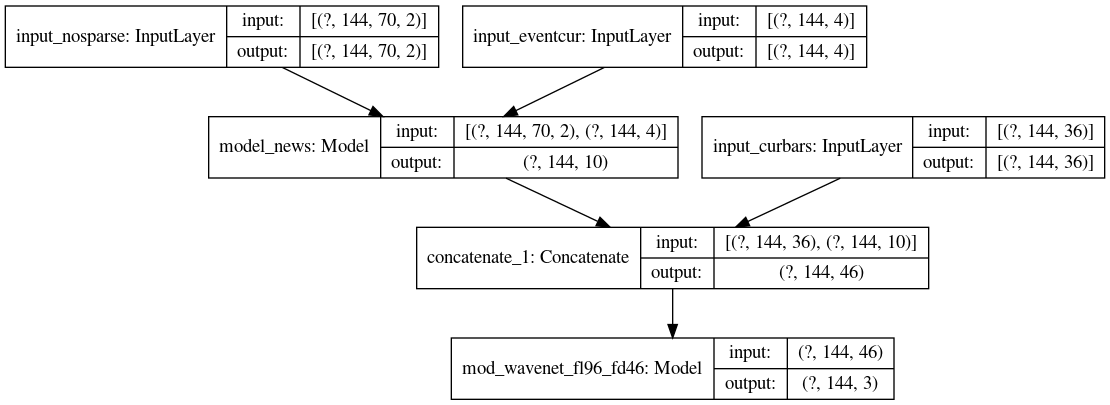 input_nosparse: InputLayer
input: [(?, 144, 70, 2)]
output: [(?, 144, 70, 2)]
input_eventcur: InputLayer
input: [(?, 144, 4)]
output: [(?, 144, 4)]
model_news: Model
input: [(?, 144, 70, 2), (?, 144, 4)]
output: (?, 144, 10)
input_curbars: InputLayer
input: [(?, 144, 36)]
output: [(?, 144, 36)]
concatenate_1: Concatenate
input: [(?, 144, 36), (?, 144, 10)]
output: (?, 144, 46)
mod_wavenet_fl96_fd46: Model
input: (?, 144, 46)
output: (?, 144, 3)